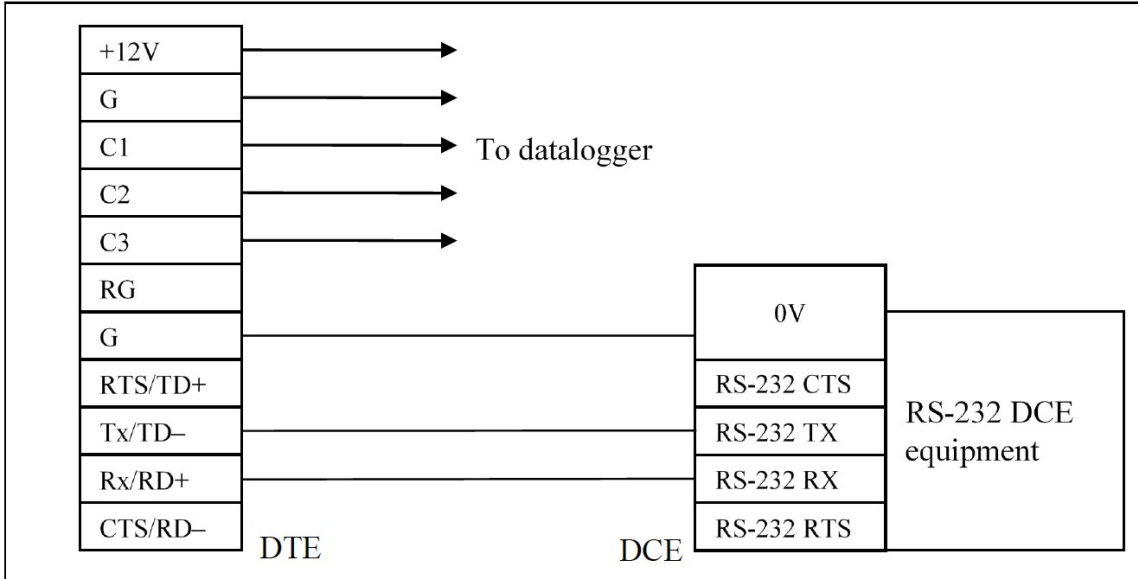 +12V
G
C1
To datalogger
C2
C3
RG
G
RTS/TD+
Tx/TD–
Rx/RD+
CTS/RD–
DTE
DCE
0V
RS-232 CTS
RS-232 TX
RS-232 RX
RS-232 RTS
RS-232 DCE
equipment